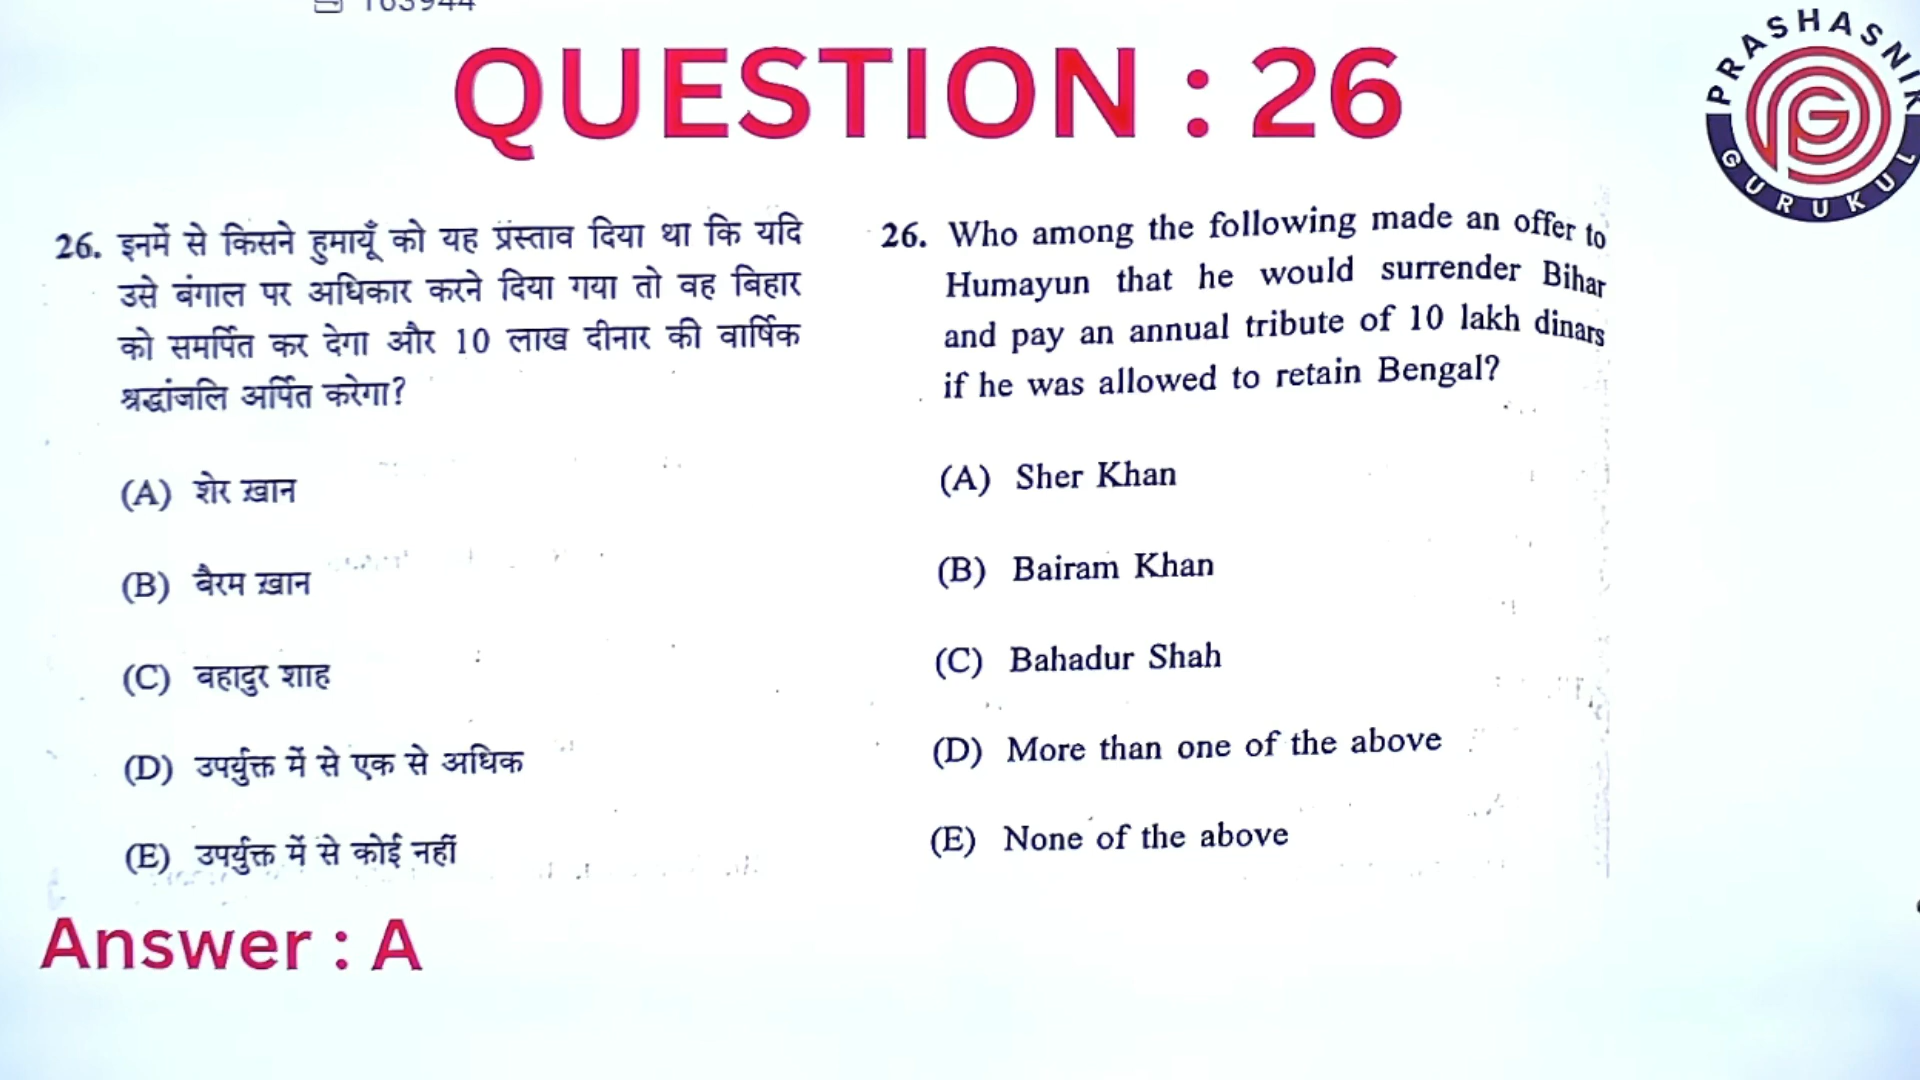 QUESTION : 26
PRASHASNIK
GURUKUL
26. इनमें से किसने हुमायूँ को यह प्रस्ताव दिया था कि यदि
उसे बंगाल पर अधिकार करने दिया गया तो वह बिहार
को समर्पित कर देगा और 10 लाख दीनार की वार्षिक
श्रद्धांजलि अर्पित करेगा?
(A) शेर ख़ान
(B) बैरम ख़ान
(C) बहादुर शाह
(D) उपर्युक्त में से एक से अधिक
(E) उपर्युक्त में से कोई नहीं
26. Who among the following made an offer to
Humayun that he would surrender Bihar
and pay an annual tribute of 10 lakh dinars
if he was allowed to retain Bengal?
(A) Sher Khan
(B) Bairam Khan
(C) Bahadur Shah
(D) More than one of the above
(E) None of the above
Answer : A